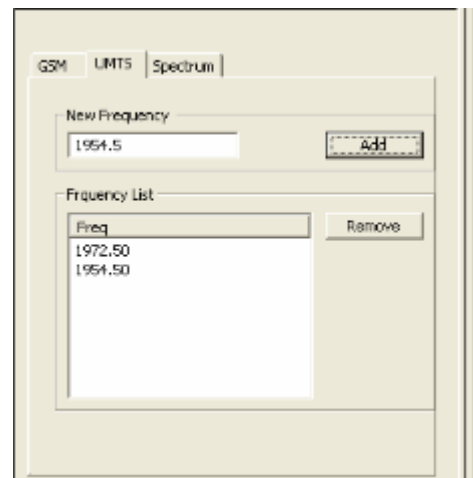 GSM UMTS Spectrum
New Frequency
1954.5 Add
Frquency List
Freq Remove
1972.50
1954.50